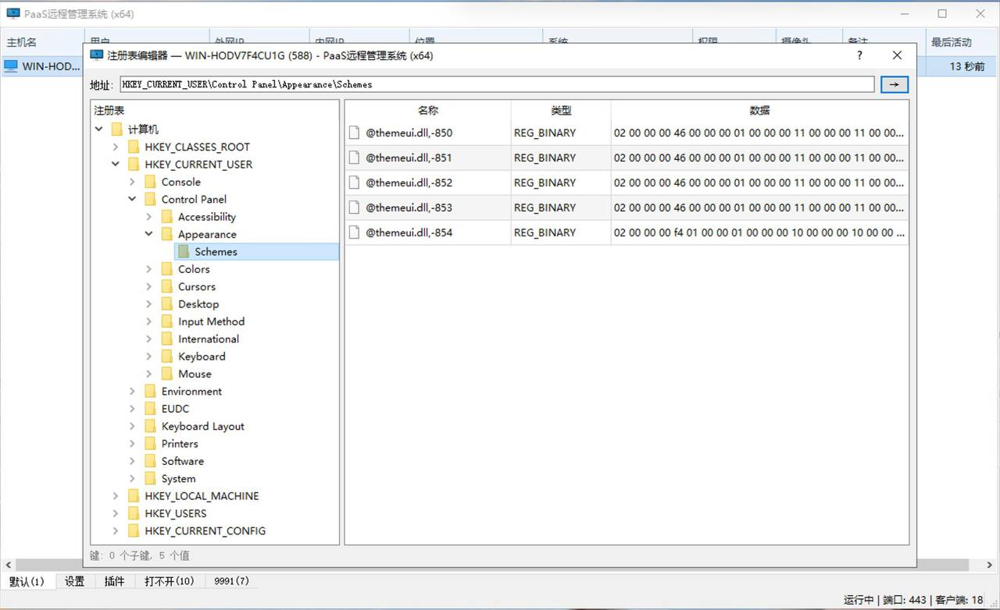 PaaS远程管理系统 (x64)
主机名 用户 外网IP 内网IP 位置 系统 权限 摄像头 备注 最后活动
WIN-HOD... 13 秒前
注册表编辑器 — WIN-HODV7F4CU1G (588) - PaaS远程管理系统 (x64) ?
地址: HKEY_CURRENT_USER\Control Panel\Appearance\Schemes →
注册表
计算机
HKEY_CLASSES_ROOT
HKEY_CURRENT_USER
Console
Control Panel
Accessibility
Appearance
Schemes
Colors
Cursors
Desktop
Input Method
International
Keyboard
Mouse
Environment
EUDC
Keyboard Layout
Printers
Software
System
HKEY_LOCAL_MACHINE
HKEY_USERS
HKEY_CURRENT_CONFIG
名称 类型 数据
@themeui.dll,-850 REG_BINARY 02 00 00 00 46 00 00 00 01 00 00 00 11 00 00 00 11 00 00...
@themeui.dll,-851 REG_BINARY 02 00 00 00 46 00 00 00 01 00 00 00 11 00 00 00 11 00 00...
@themeui.dll,-852 REG_BINARY 02 00 00 00 46 00 00 00 01 00 00 00 11 00 00 00 11 00 00...
@themeui.dll,-853 REG_BINARY 02 00 00 00 46 00 00 00 01 00 00 00 11 00 00 00 11 00 00...
@themeui.dll,-854 REG_BINARY 02 00 00 00 f4 01 00 00 01 00 00 00 10 00 00 00 10 00 00 ...
键: 0 个子键, 5 个值
默认(1) 设置 插件 打不开(10) 9991(7)
运行中 | 端口: 443 | 客户端: 18